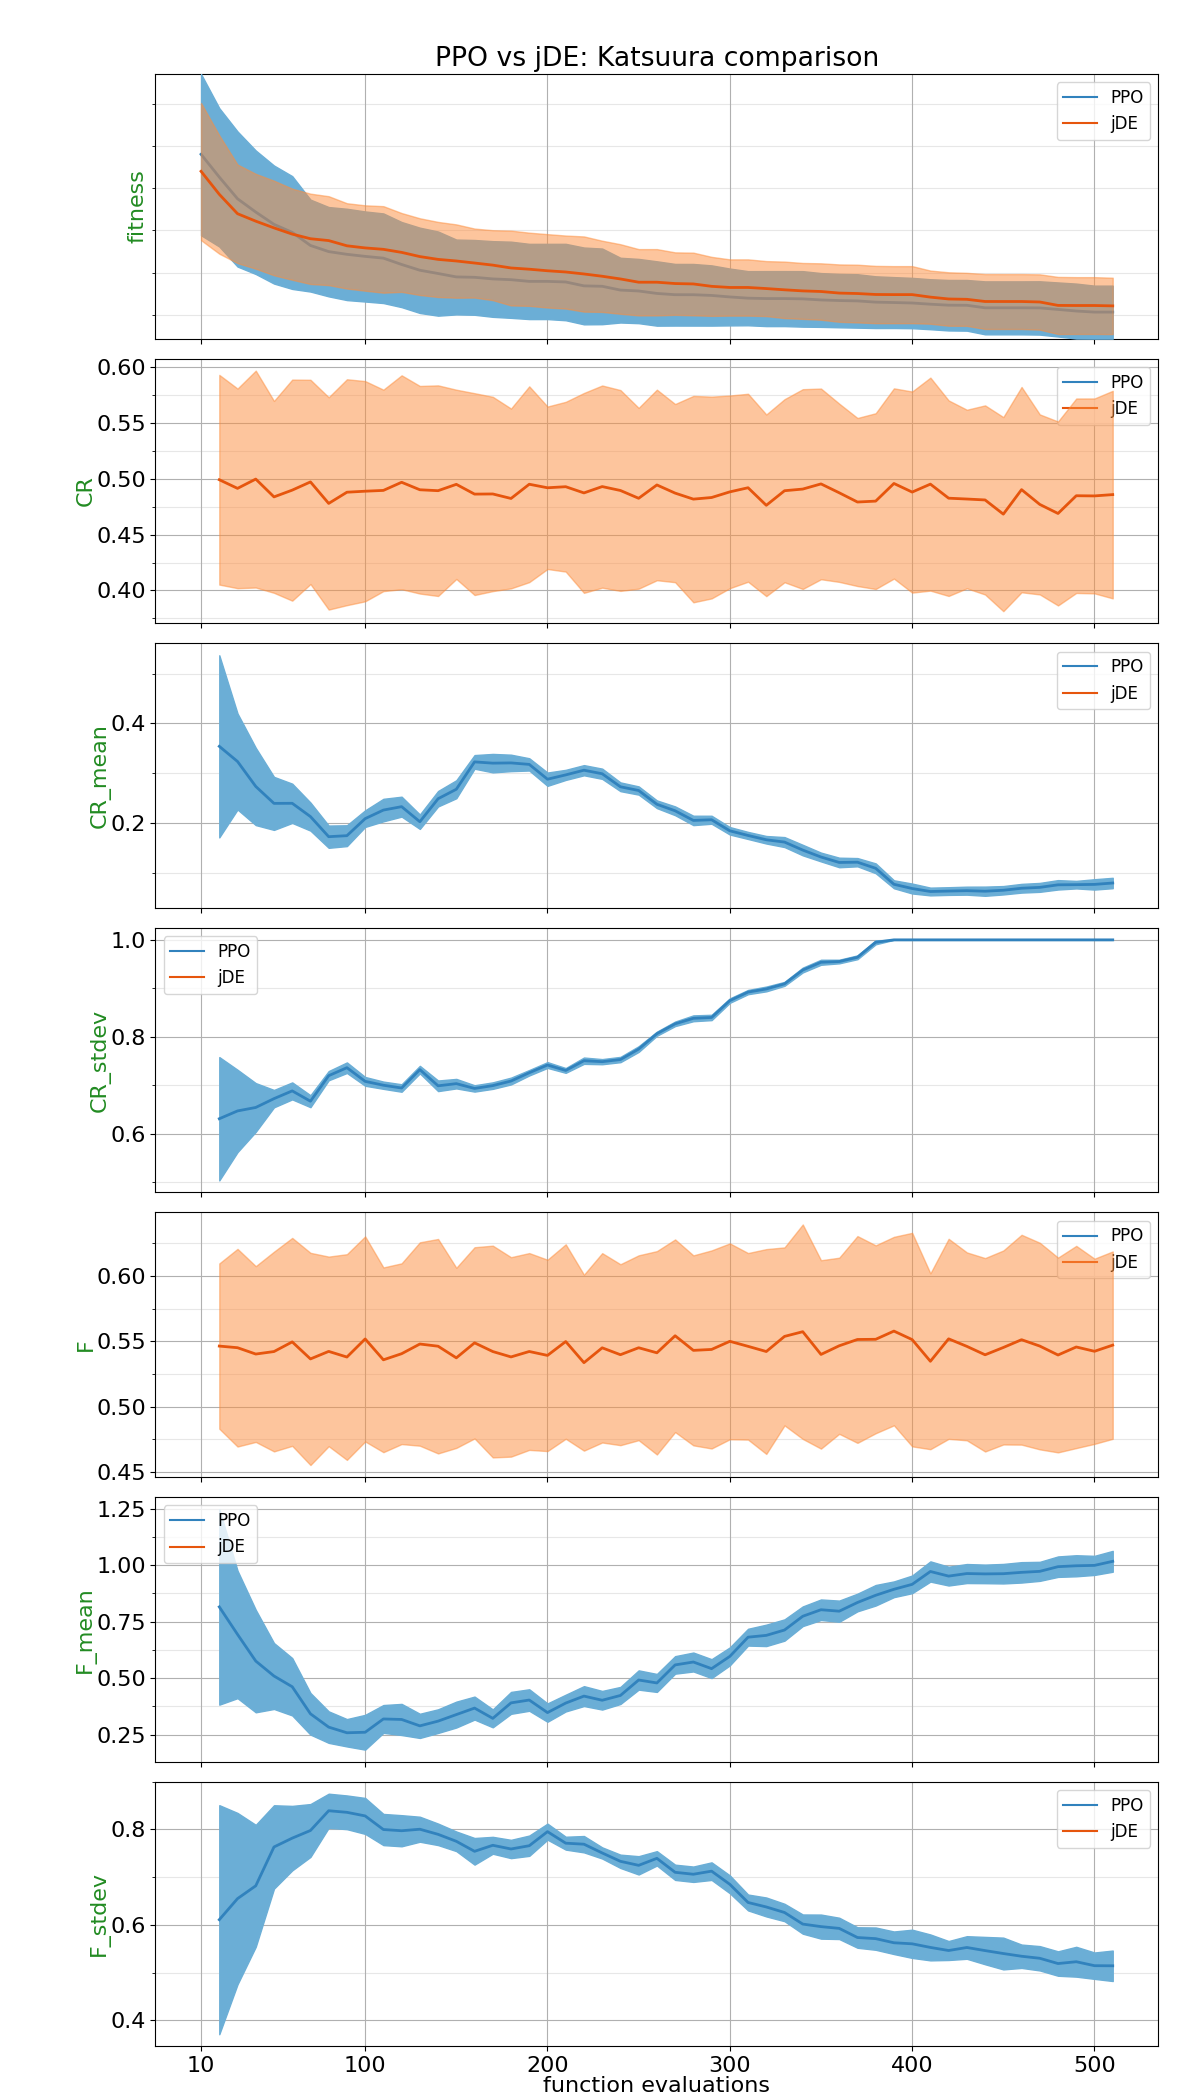 PPO vs jDE: Katsuura comparison
fitness
PPO
jDE
0.60
0.55
0.50
0.45
0.40
CR
PPO
jDE
0.4
0.2
CR_mean
PPO
jDE
1.0
0.8
0.6
CR_stdev
PPO
jDE
0.60
0.55
0.50
0.45
F
PPO
jDE
1.25
1.00
0.75
0.50
0.25
F_mean
PPO
jDE
0.8
0.6
0.4
F_stdev
PPO
jDE
10 100 200 300 400 500
function evaluations